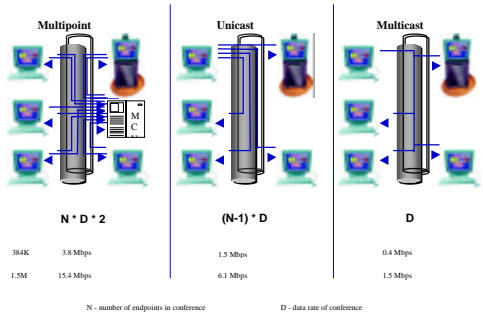 Multipoint
Unicast
Multicast
M
C
N * D * 2
(N-1) * D
D
384K 3.8 Mbps 1.5 Mbps 0.4 Mbps
1.5M 15.4 Mbps 6.1 Mbps 1.5 Mbps
N - number of endpoints in conference D - data rate of conference